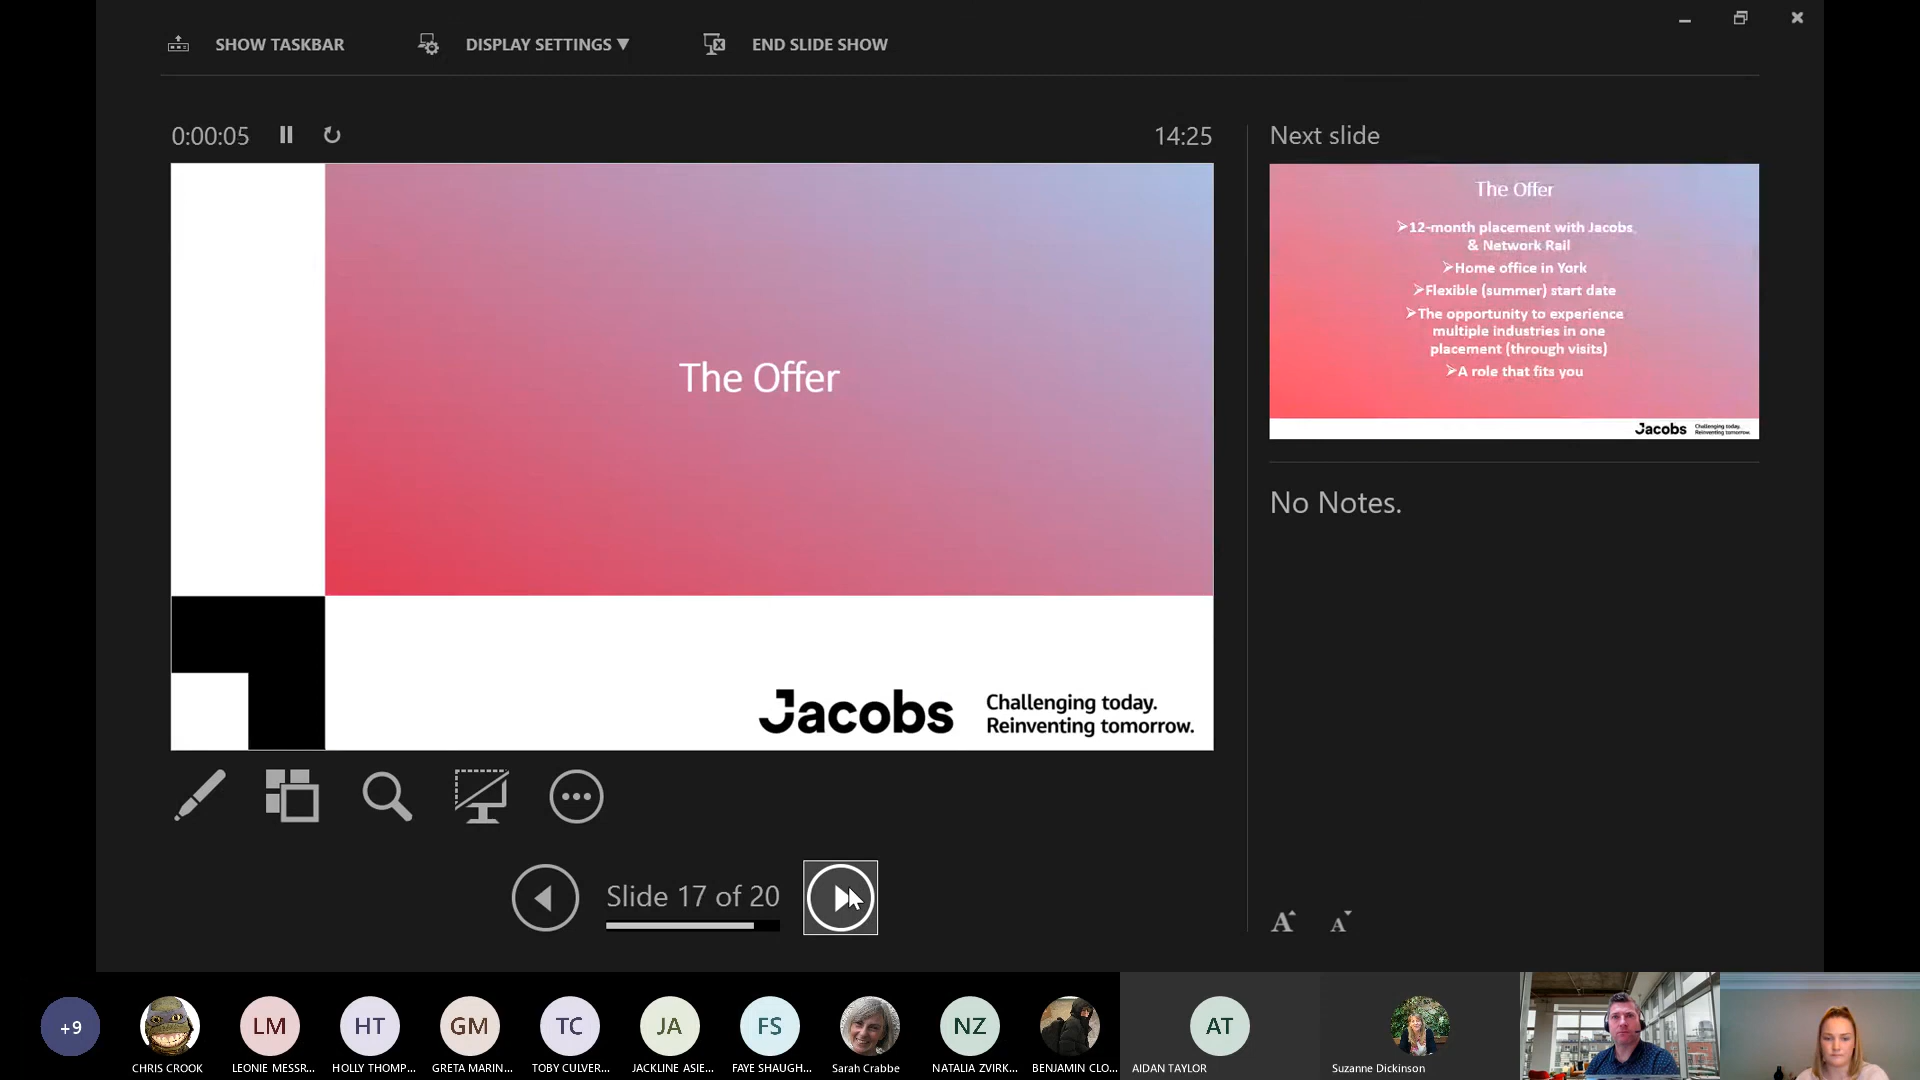 SHOW TASKBAR
DISPLAY SETTINGS ▼
END SLIDE SHOW
0:00:05
14:25
The Offer
Jacobs
Challenging today.
Reinventing tomorrow.
Slide 17 of 20
Next slide
The Offer
➢12-month placement with Jacobs
& Network Rail
➢Home office in York
➢Flexible (summer) start date
➢The opportunity to experience
multiple industries in one
placement (through visits)
➢A role that fits you
Jacobs
Challenging today.
Reinventing tomorrow.
No Notes.
A A
+9
LM
HT
GM
TC
JA
FS
NZ
AT
CHRIS CROOK
LEONIE MESSR...
HOLLY THOMP...
GRETA MARIN...
TOBY CULVER...
JACKLINE ASIE...
FAYE SHAUGH...
Sarah Crabbe
NATALIA ZVIRK...
BENJAMIN CLO...
AIDAN TAYLOR
Suzanne Dickinson